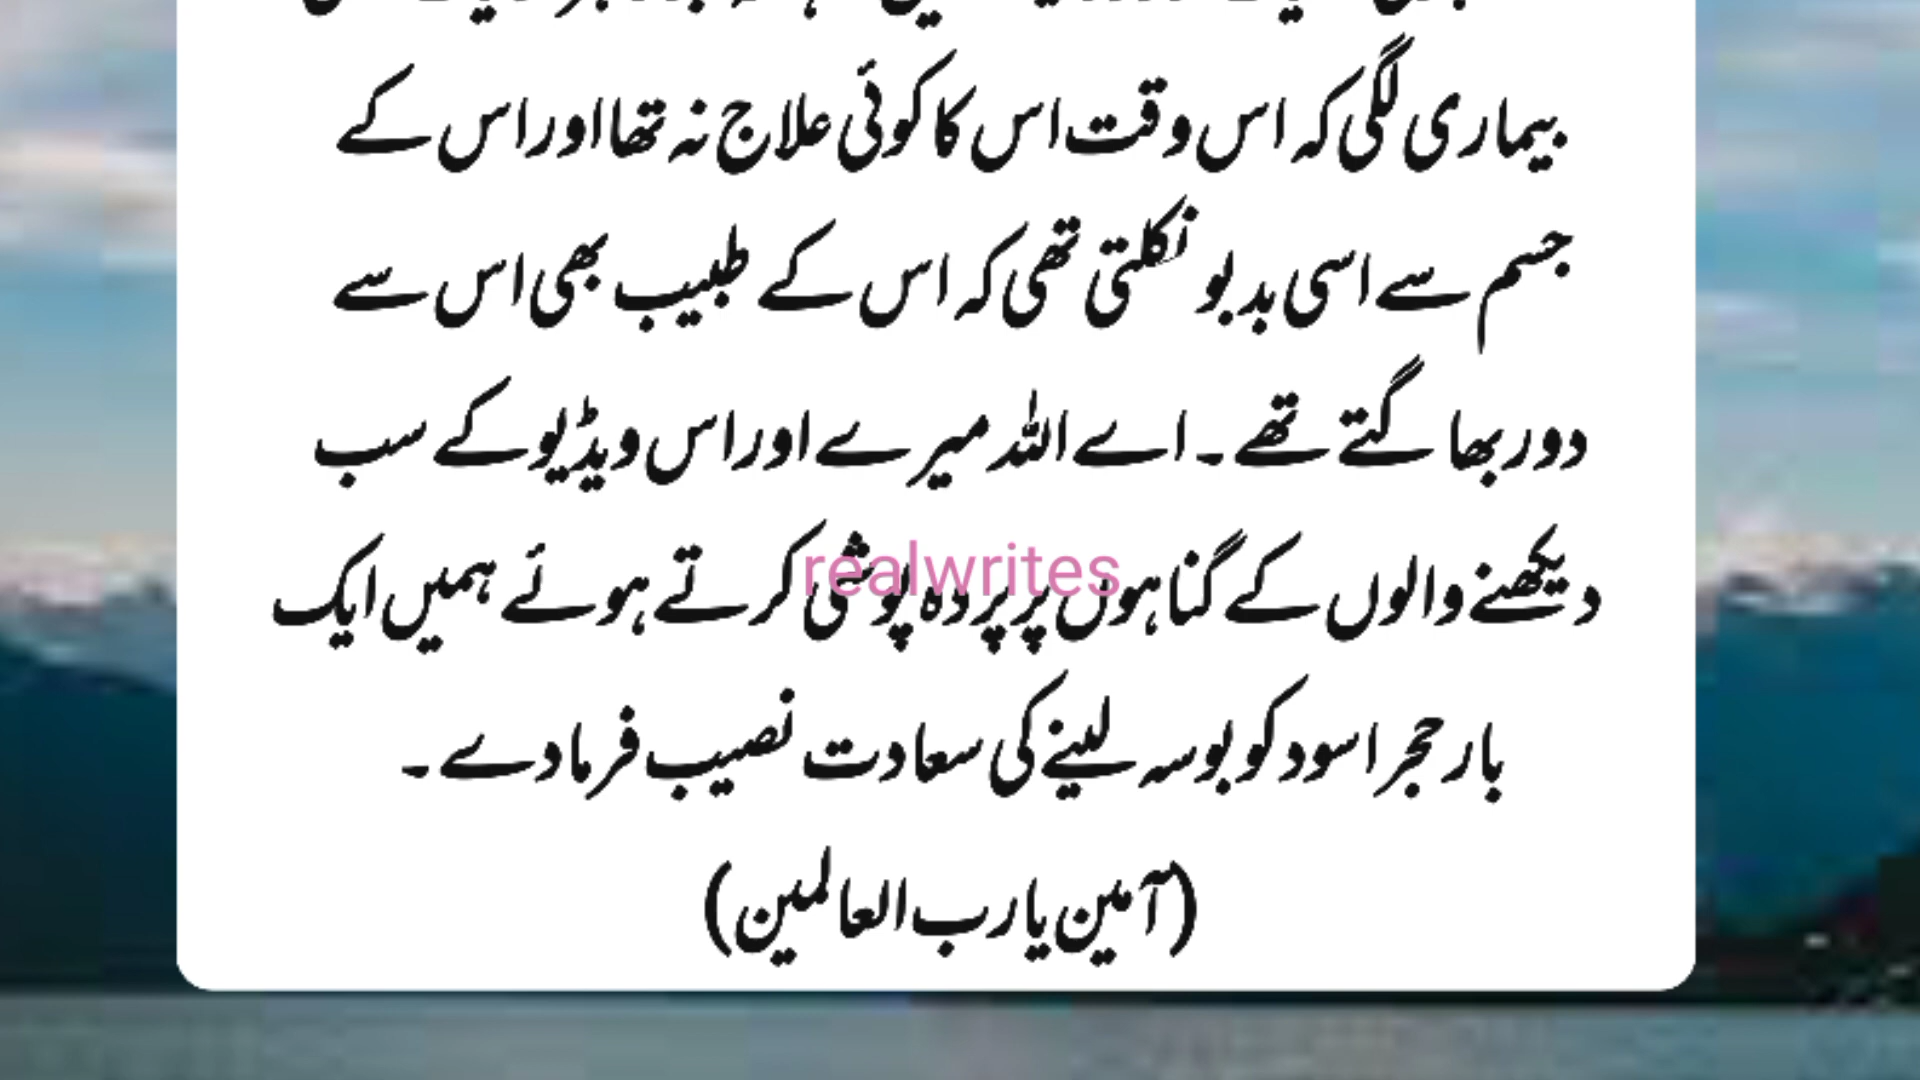 بیماری لگی کہ اس وقت اس کا کوئی علاج نہ تھا اور اس کے
جسم سے اسی بدبو نکلتی تھی کہ اس کے طبیب بھی اس سے
دور بھاگتے تھے ۔ اے اللہ میرے اور اس ویڈیو کے سب
دیکھنے والوں کے گناہوں پر پردہ پوشی کرتے ہوئے ہمیں ایک
realwrites
بار حجر اسود کو بوسہ لینے کی سعادت نصیب فرما دے ۔
(آمین یا رب العالمین)